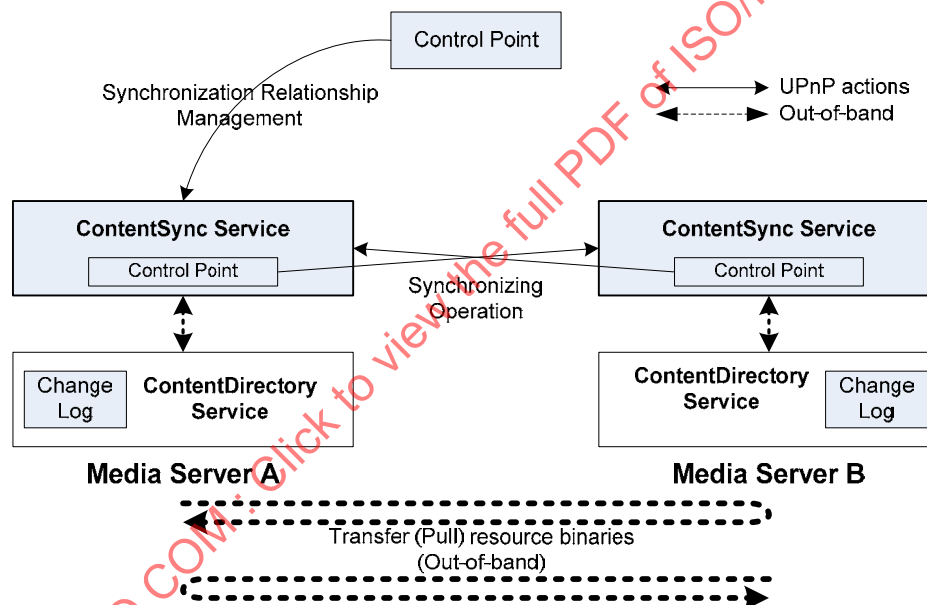 Control Point
Synchronization Relationship
Management
UPnP actions
Out-of-band
ContentSync Service
Control Point
ContentSync Service
Control Point
Synchronizing
Operation
Change
Log
ContentDirectory
Service
ContentDirectory
Service
Change
Log
Media Server A
Media Server B
Transfer (Pull) resource binaries
(Out-of-band)
COM : Click to view the full PDF of ISO/